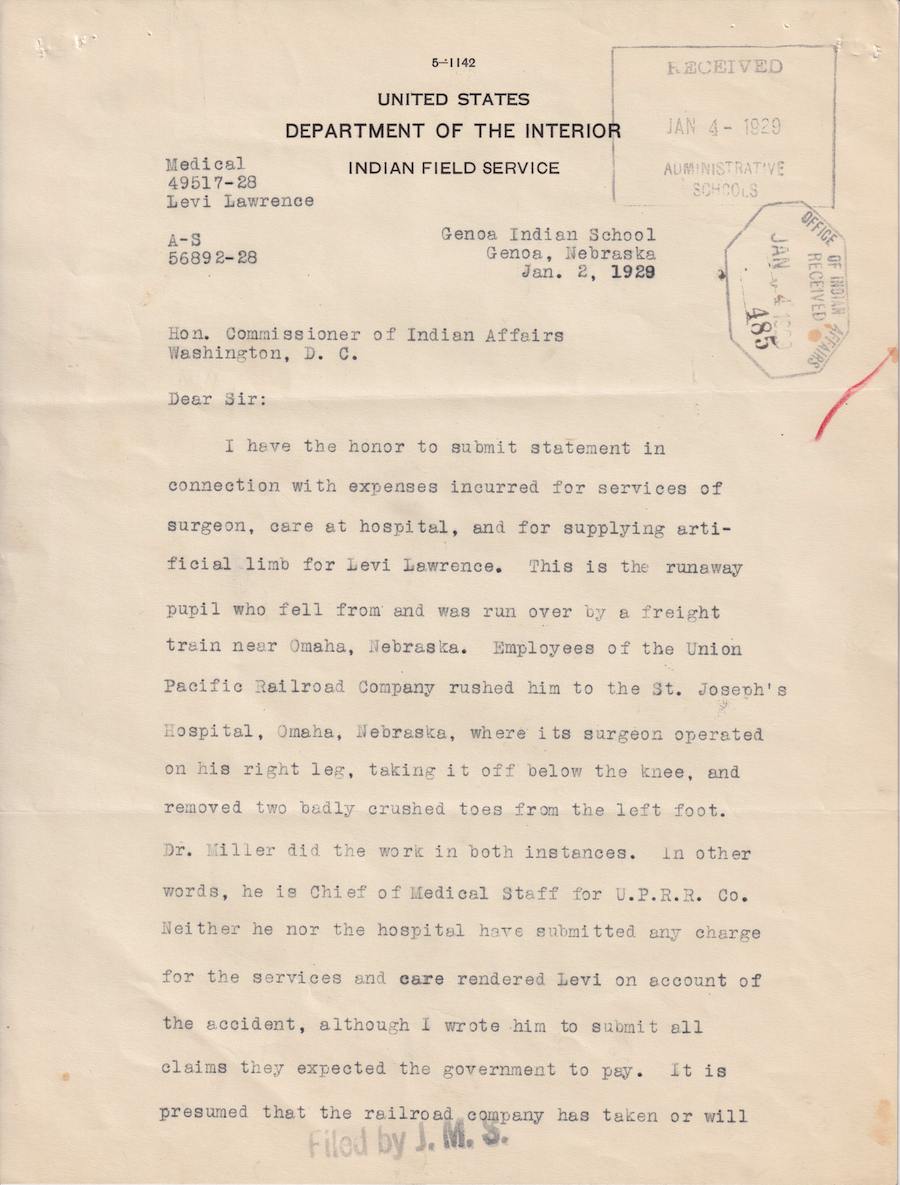 5-1142
UNITED STATES
DEPARTMENT OF THE INTERIOR
INDIAN FIELD SERVICE
RECEIVED
JAN 4 - 1929
ADMINISTRATIVE
SCHOOLS
Medical
49517-28
Levi Lawrence
A-S
56892-28
Genoa Indian School
Genoa, Nebraska
Jan. 2, 1929
OFFICE OF INDIAN AFFAIRS
RECEIVED
JAN 4
485
Hon. Commissioner of Indian Affairs
Washington, D. C.
Dear Sir:
I have the honor to submit statement in
connection with expenses incurred for services of
surgeon, care at hospital, and for supplying arti-
ficial limb for Levi Lawrence. This is the runaway
pupil who fell from and was run over by a freight
train near Omaha, Nebraska. Employees of the Union
Pacific Railroad Company rushed him to the St. Joseph's
Hospital, Omaha, Nebraska, where its surgeon operated
on his right leg, taking it off below the knee, and
removed two badly crushed toes from the left foot.
Dr. Miller did the work in both instances. In other
words, he is Chief of Medical Staff for U.P.R.R. Co.
Neither he nor the hospital have submitted any charge
for the services and care rendered Levi on account of
the accident, although I wrote him to submit all
claims they expected the government to pay. It is
presumed that the railroad company has taken or will
Filed by J. M. S.